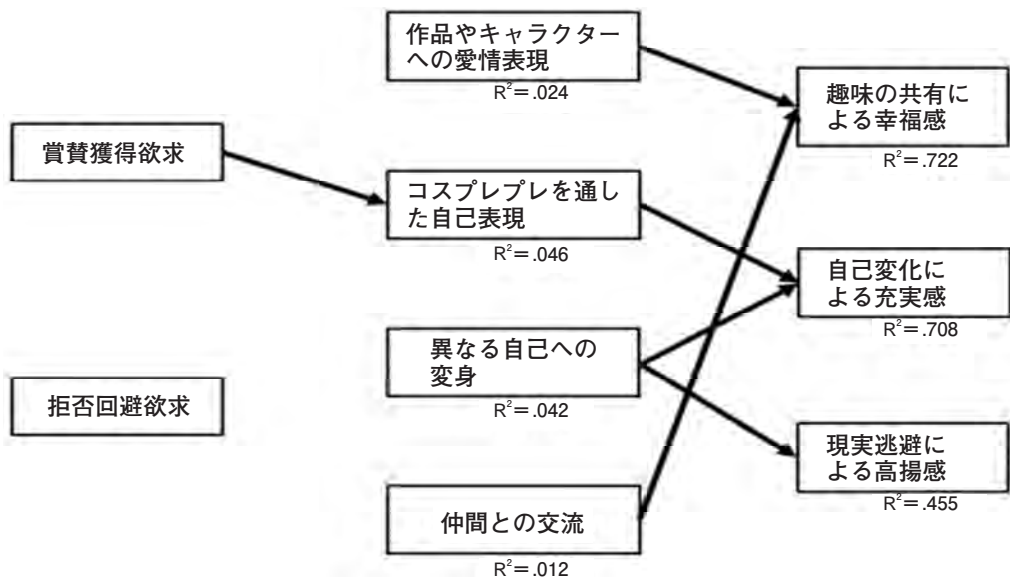 賞賛獲得欲求
拒否回避欲求
作品やキャラクター
への愛情表現
R²=.024
コスプレプレを通し
た自己表現
R²=.046
異なる自己への
変身
R²=.042
仲間との交流
R²=.012
趣味の共有に
よる幸福感
R²=.722
自己変化に
よる充実感
R²=.708
現実逃避に
よる高揚感
R²=.455